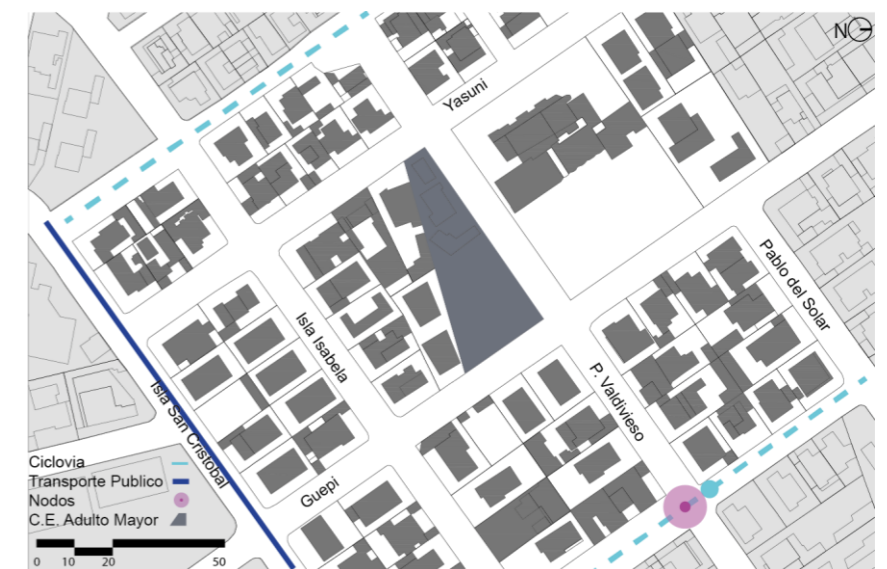 N
Yasuni
Pablo del Solar
Isla Isabela
P. Valdivieso
Isla San Cristobal
Guepi
Ciclovia
Transporte Publico
Nodos
C.E. Adulto Mayor
0 10 20 50